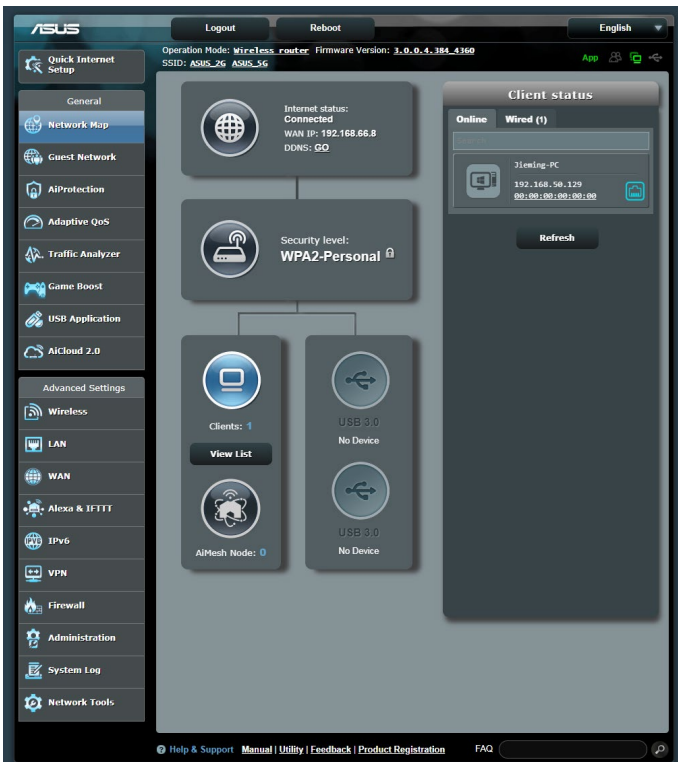 ASUS
Logout
Reboot
English
Quick Internet
Setup
Operation Mode: Wireless router Firmware Version: 3.0.0.4.384_4360
SSID: ASUS_2G ASUS_5G
App
General
Network Map
Guest Network
AiProtection
Adaptive QoS
Traffic Analyzer
Game Boost
USB Application
AiCloud 2.0
Advanced Settings
Wireless
LAN
WAN
Alexa & IFTTT
IPv6
VPN
Firewall
Administration
System Log
Network Tools
Internet status:
Connected
WAN IP: 192.168.66.8
DDNS: GO
Security level:
WPA2-Personal
Clients: 1
View List
AiMesh Node: 0
USB 3.0
No Device
USB 3.0
No Device
Client status
Online
Wired (1)
Search
Jieming-PC
192.168.50.129
00:00:00:00:00:00
Refresh
Help & Support Manual | Utility | Feedback | Product Registration
FAQ